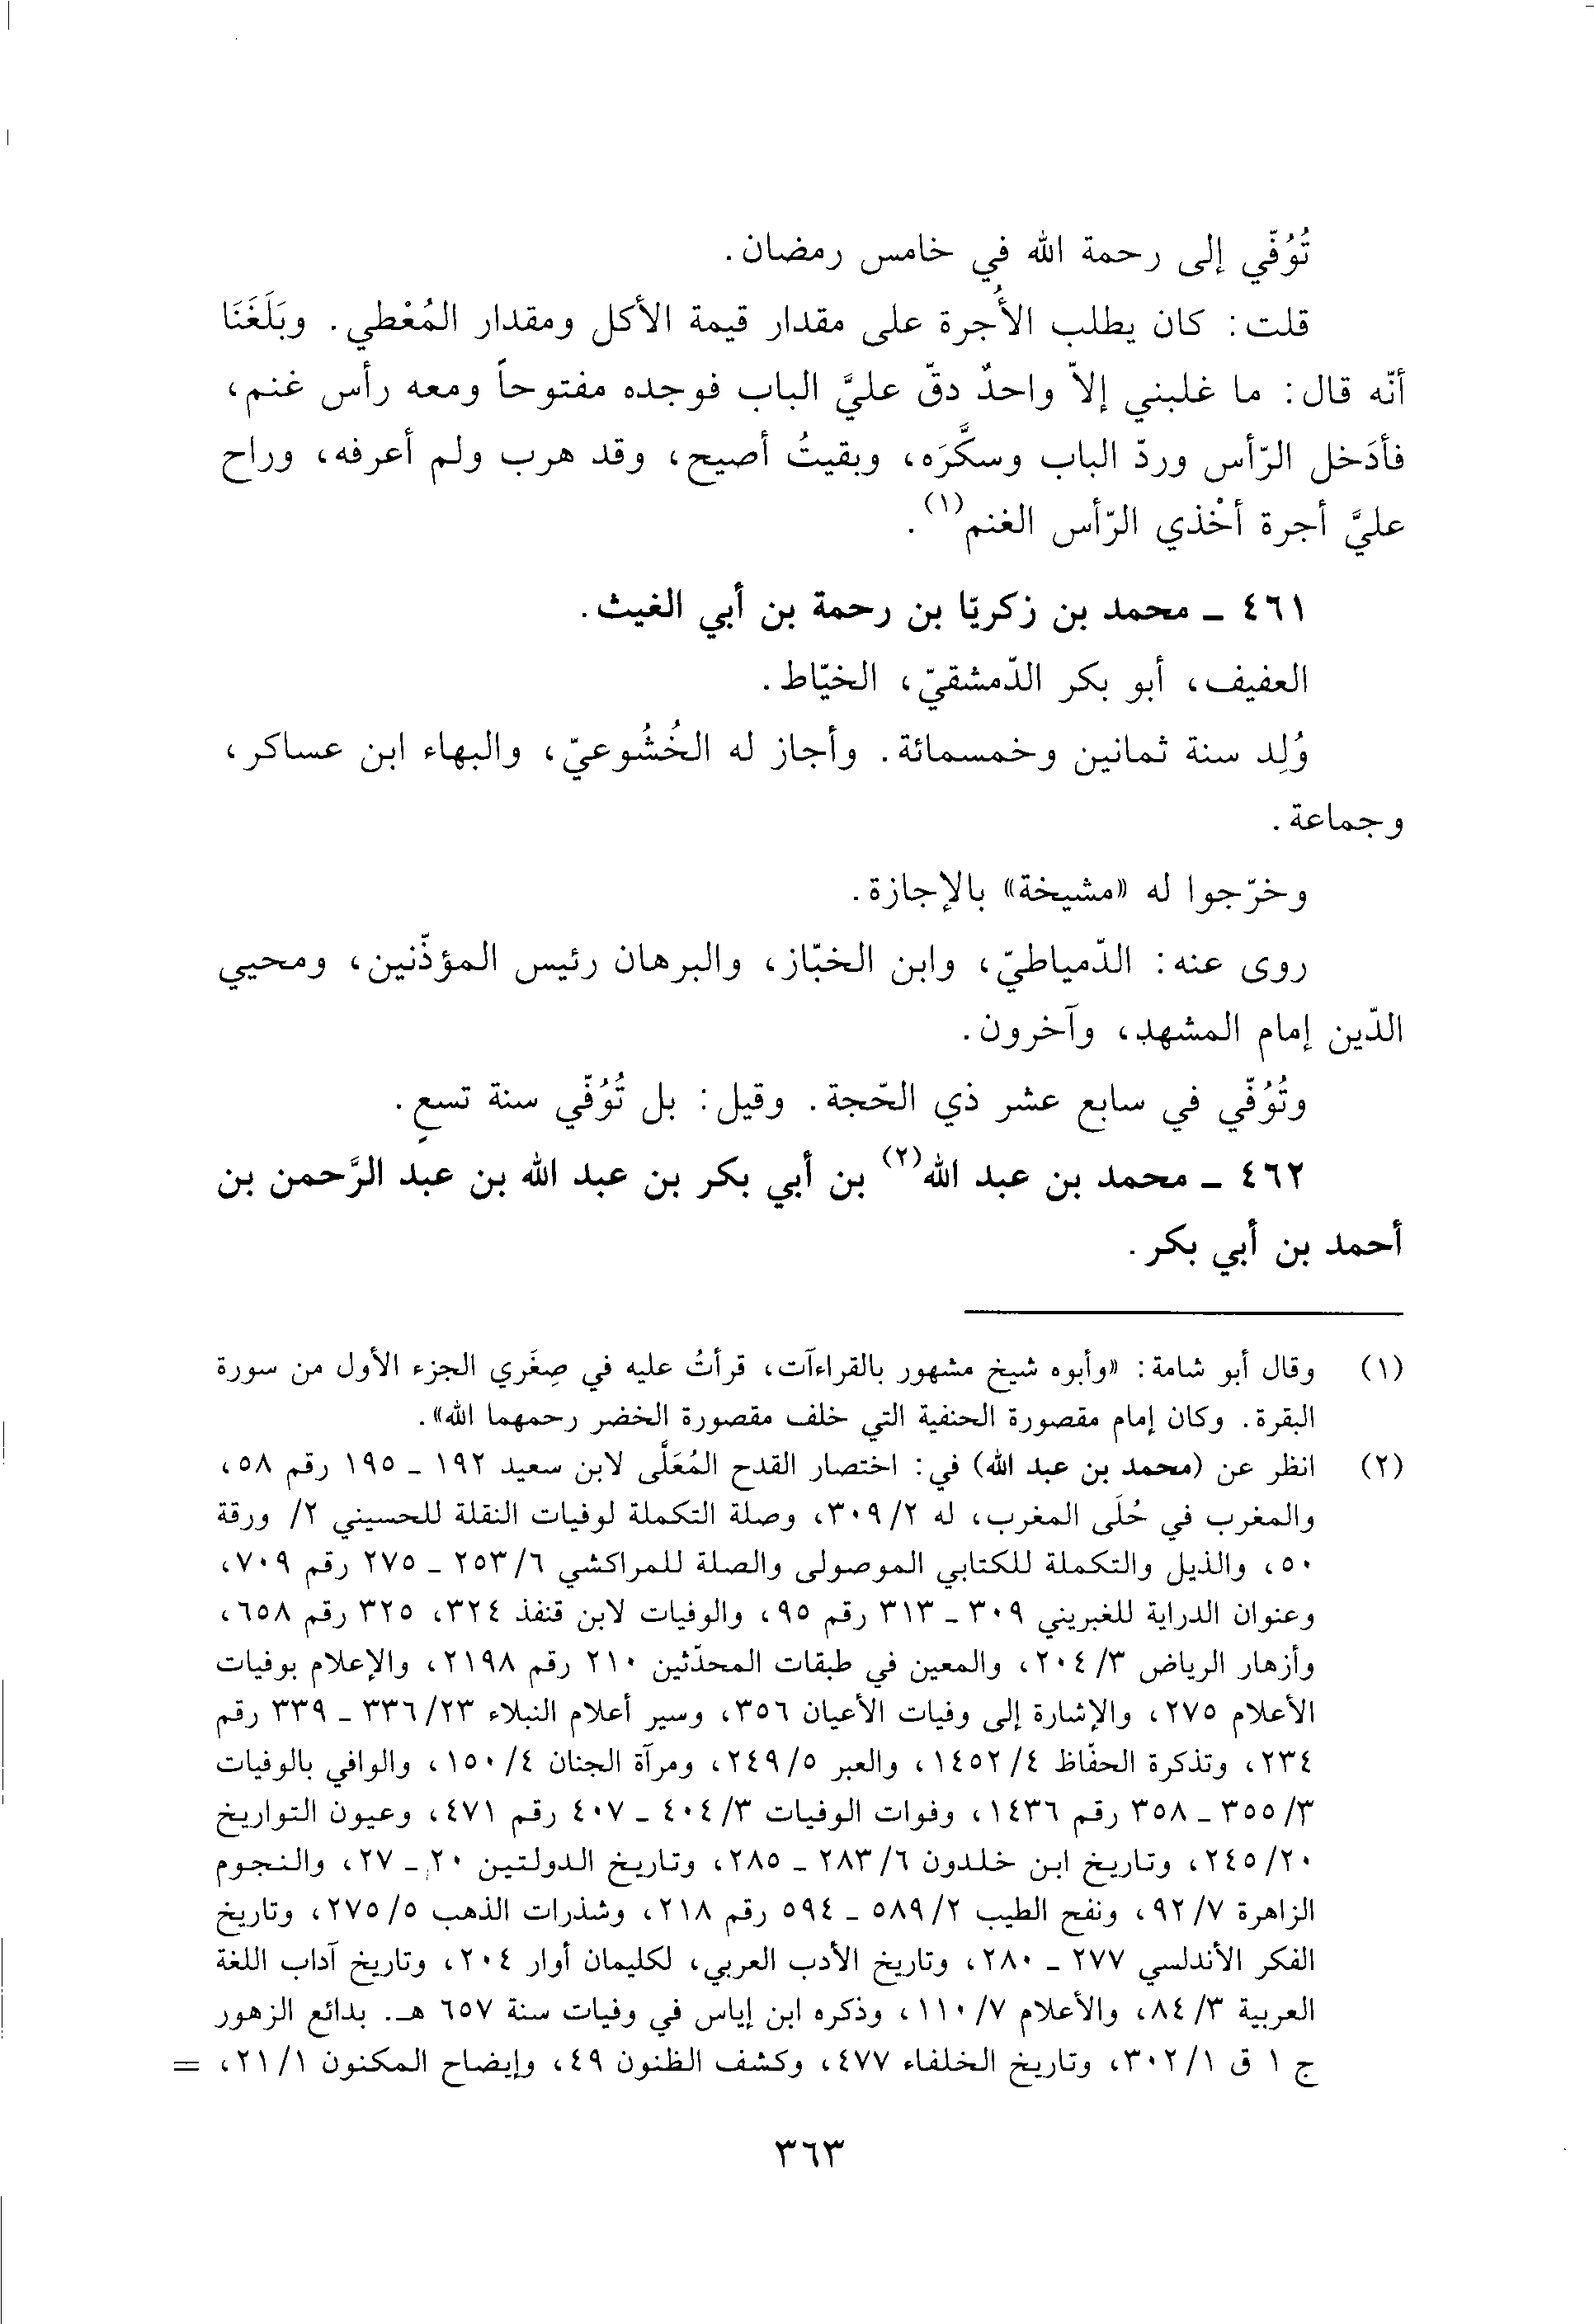 تُوُفّي إلى رحمة الله في خامس رمضان.
قلت: كان يطلب الأُجرة على مقدار قيمة الأكل ومقدار المُعْطي. وبَلَغَنَا
أنّه قال: ما غلبني إلاّ واحدٌ دقّ عليَّ الباب فوجده مفتوحاً ومعه رأس غنم،
فأدَخل الرّأس وردّ الباب وسكَّرَه، وبقيتُ أصيح، وقد هرب ولم أعرفه، وراح
عليَّ أجرة أخْذي الرّأس الغنم(١).
٤٦١ ـ محمد بن زكريّا بن رحمة بن أبي الغيث.
العفيف، أبو بكر الدّمشقيّ، الخيّاط.
وُلِد سنة ثمانين وخمسمائة. وأجاز له الخُشُوعيّ، والبهاء ابن عساكر،
وجماعة.
وخرّجوا له «مشيخة» بالإجازة.
روى عنه: الدّمياطيّ، وابن الخبّاز، والبرهان رئيس المؤذّنين، ومحيي
الدّين إمام المشهد، وآخرون.
وتُوُفّي في سابع عشر ذي الحّجة. وقيل: بل تُوُفّي سنة تسعٍ.
٤٦٢ ـ محمد بن عبد الله(٢) بن أبي بكر بن عبد الله بن عبد الرَّحمن بن
أحمد بن أبي بكر.
(١) وقال أبو شامة: «وأبوه شيخ مشهور بالقراءآت، قرأتُ عليه في صِغَري الجزء الأول من سورة
البقرة. وكان إمام مقصورة الحنفية التي خلف مقصورة الخضر رحمهما الله».
(٢) انظر عن (محمد بن عبد الله) في: اختصار القدح المُعَلَّى لابن سعيد ١٩٢ ـ ١٩٥ رقم ٥٨،
والمغرب في حُلَى المغرب، له ٣٠٩/٢، وصلة التكملة لوفيات النقلة للحسيني ٢/ ورقة
٥٠، والذيل والتكملة للكتابي الموصولى والصلة للمراكشي ٢٥٣/٦ ـ ٢٧٥ رقم ٧٠٩،
وعنوان الدراية للغبريني ٣٠٩ ـ ٣١٣ رقم ٩٥، والوفيات لابن قنفذ ٣٢٤، ٣٢٥ رقم ٦٥٨،
وأزهار الرياض ٢٠٤/٣، والمعين في طبقات المحدّثين ٢١٠ رقم ٢١٩٨، والإعلام بوفيات
الأعلام ٢٧٥، والإشارة إلى وفيات الأعيان ٣٥٦، وسير أعلام النبلاء ٣٣٦/٢٣ ـ ٣٣٩ رقم
٢٣٤، وتذكرة الحفّاظ ١٤٥٢/٤، والعبر ٢٤٩/٥، ومرآة الجنان ١٥٠/٤، والوافي بالوفيات
٣٥٥/٣ ـ ٣٥٨ رقم ١٤٣٦، وفوات الوفيات ٤٠٤/٣ ـ ٤٠٧ رقم ٤٧١، وعيون التواريخ
٢٤٥/٢٠، وتاريخ ابن خلدون ٢٨٣/٦ ـ ٢٨٥، وتاريخ الدولتين ٢٠ ـ ٢٧، والنجوم
الزاهرة ٩٢/٧، ونفح الطيب ٥٨٩/٢ ـ ٥٩٤ رقم ٢١٨، وشذرات الذهب ٢٧٥/٥، وتاريخ
الفكر الأندلسي ٢٧٧ ـ ٢٨٠، وتاريخ الأدب العربي، لكليمان أوار ٢٠٤، وتاريخ آداب اللغة
العربية ٨٤/٣، والأعلام ١١٠/٧، وذكره ابن إياس في وفيات سنة ٦٥٧ هـ. بدائع الزهور
ج ١ ق ٣٠٢/١، وتاريخ الخلفاء ٤٧٧، وكشف الظنون ٤٩، وإيضاح المكنون ٢١/١، =
٣٦٣